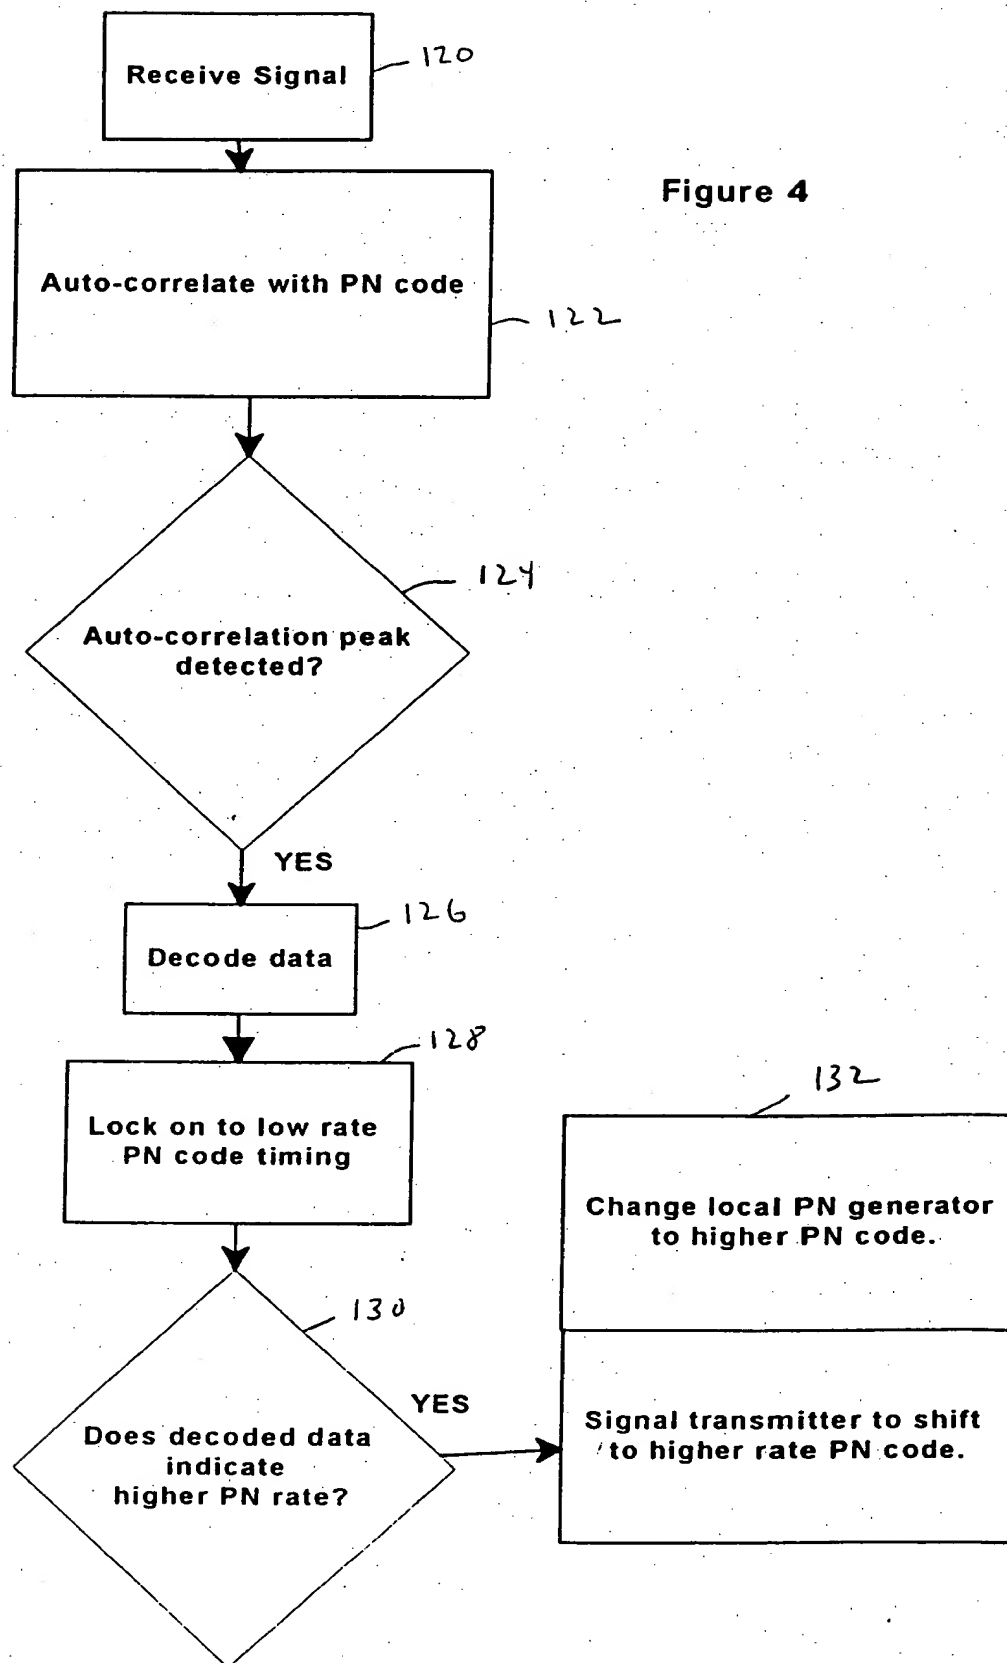 Receive Signal
120
Figure 4
Auto-correlate with PN code
122
124
Auto-correlation peak
detected?
YES
126
Decode data
128
Lock on to low rate
PN code timing
132
Change local PN generator
to higher PN code.
130
YES
Does decoded data
indicate
higher PN rate?
Signal transmitter to shift
to higher rate PN code.